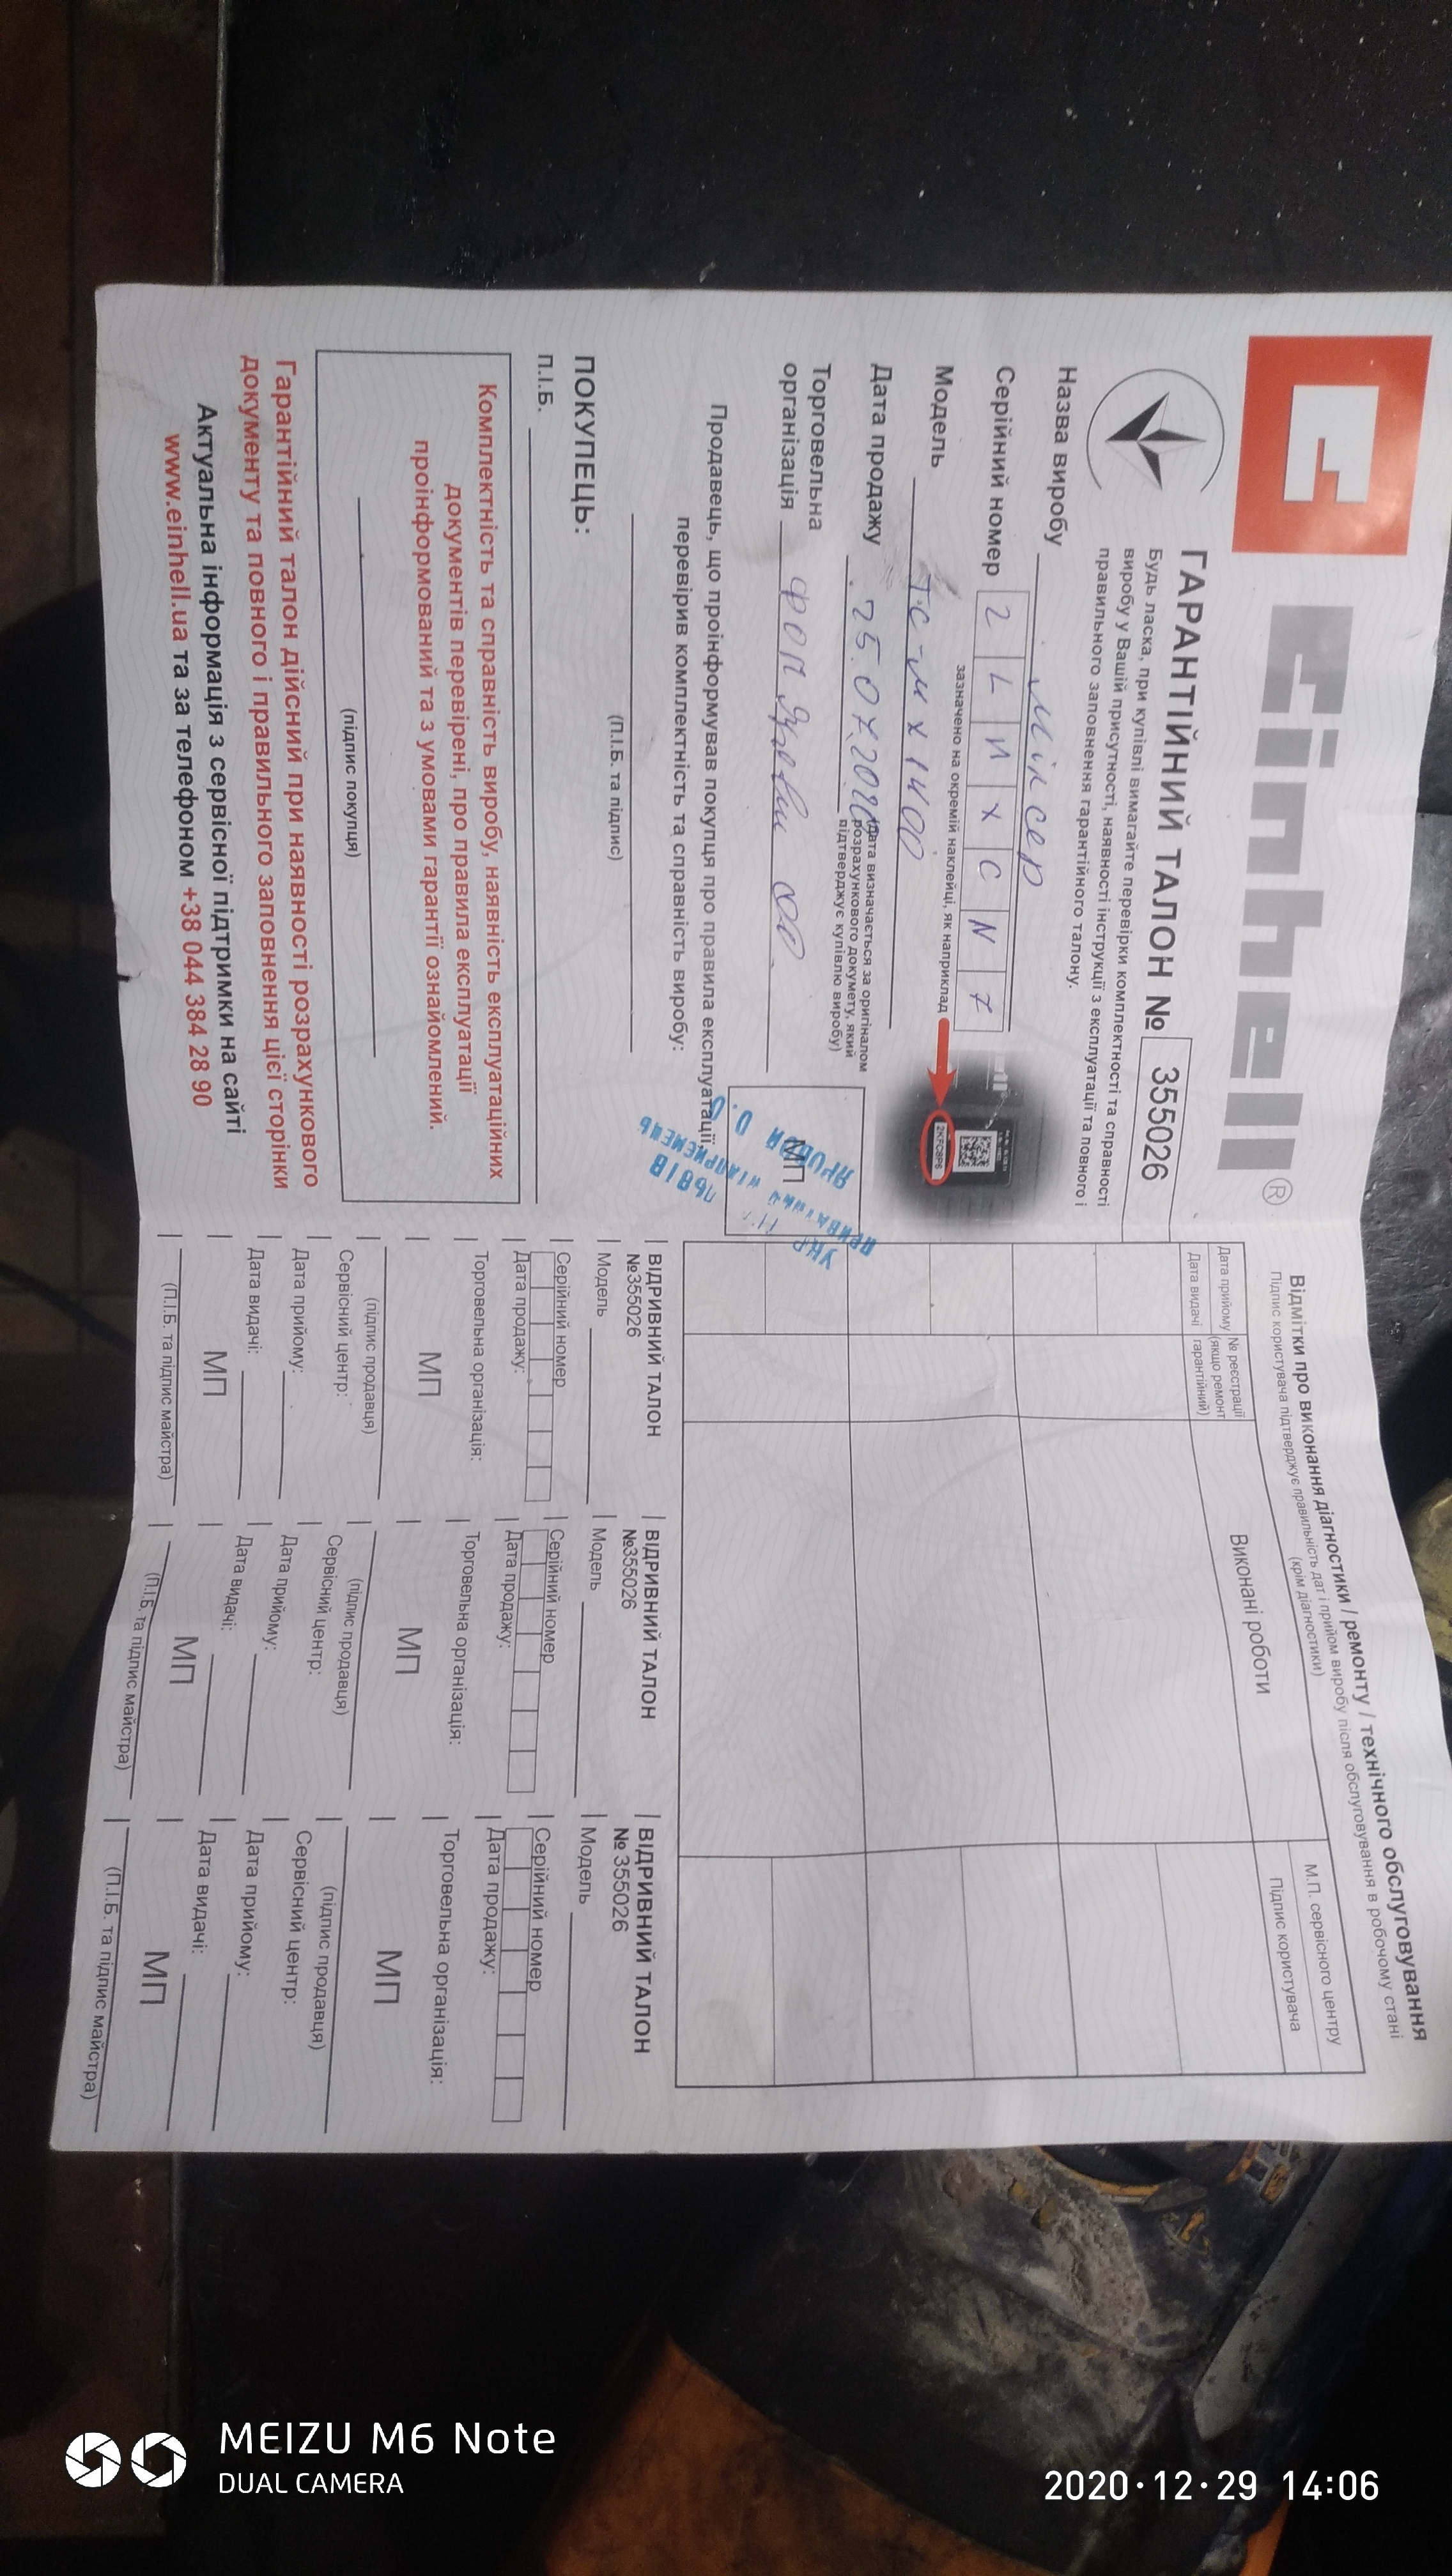 Einhell®
ГАРАНТІЙНИЙ ТАЛОН № 355026
Будь ласка, при купівлі вимагайте перевірки комплектності та справності
виробу у Вашій присутності, наявності інструкції з експлуатації та повного і
правильного заповнення гарантійного талону.
Назва виробу міксер
Серійний номер 2 L И X C N 7
зазначено на окремій наклейці, як наприклад
Модель TC-MX1400
Дата продажу 25.07.2020
(дата визначається за оригіналом
розрахункового документу, який
підтверджує купівлю виробу)
Торговельна
організація ФОП
МП
УКР
ПРИВАТНИЙ ПІДПРИЄМЕЦЬ
ЛЬВІВ
Продавець, що проінформував покупця про правила експлуатації,
перевірив комплектність та справність виробу:
(П.І.Б. та підпис)
ПОКУПЕЦЬ:
П.І.Б.
Комплектність та справність виробу, наявність експлуатаційних
документів перевірені, про правила експлуатації
проінформований та з умовами гарантії ознайомлений.
(підпис покупця)
Гарантійний талон дійсний при наявності розрахункового
документу та повного і правильного заповнення цієї сторінки
Актуальна інформація з сервісної підтримки на сайті
www.einhell.ua та за телефоном +38 044 384 28 90
Відмітки про виконання діагностики / ремонту / технічного обслуговування
Підпис користувача підтверджує правильність дат і прийом виробу після обслуговування в робочому стані
(крім діагностики)
Дата прийому
Дата видачі
№ реєстрації
(якщо ремонт
гарантійний)
Виконані роботи
М.П. сервісного центру
Підпис користувача
ВІДРИВНИЙ ТАЛОН
№355026
Модель
Серійний номер
Дата продажу:
Торговельна організація:
МП
(підпис продавця)
Сервісний центр:
Дата прийому:
Дата видачі:
МП
(П.І.Б. та підпис майстра)
ВІДРИВНИЙ ТАЛОН
№355026
Модель
Серійний номер
Дата продажу:
Торговельна організація:
МП
(підпис продавця)
Сервісний центр:
Дата прийому:
Дата видачі:
МП
(П.І.Б. та підпис майстра)
ВІДРИВНИЙ ТАЛОН
№ 355026
Модель
Серійний номер
Дата продажу:
Торговельна організація:
МП
(підпис продавця)
Сервісний центр:
Дата прийому:
Дата видачі:
МП
(П.І.Б. та підпис майстра)
MEIZU M6 Note
DUAL CAMERA
2020·12·29 14:06